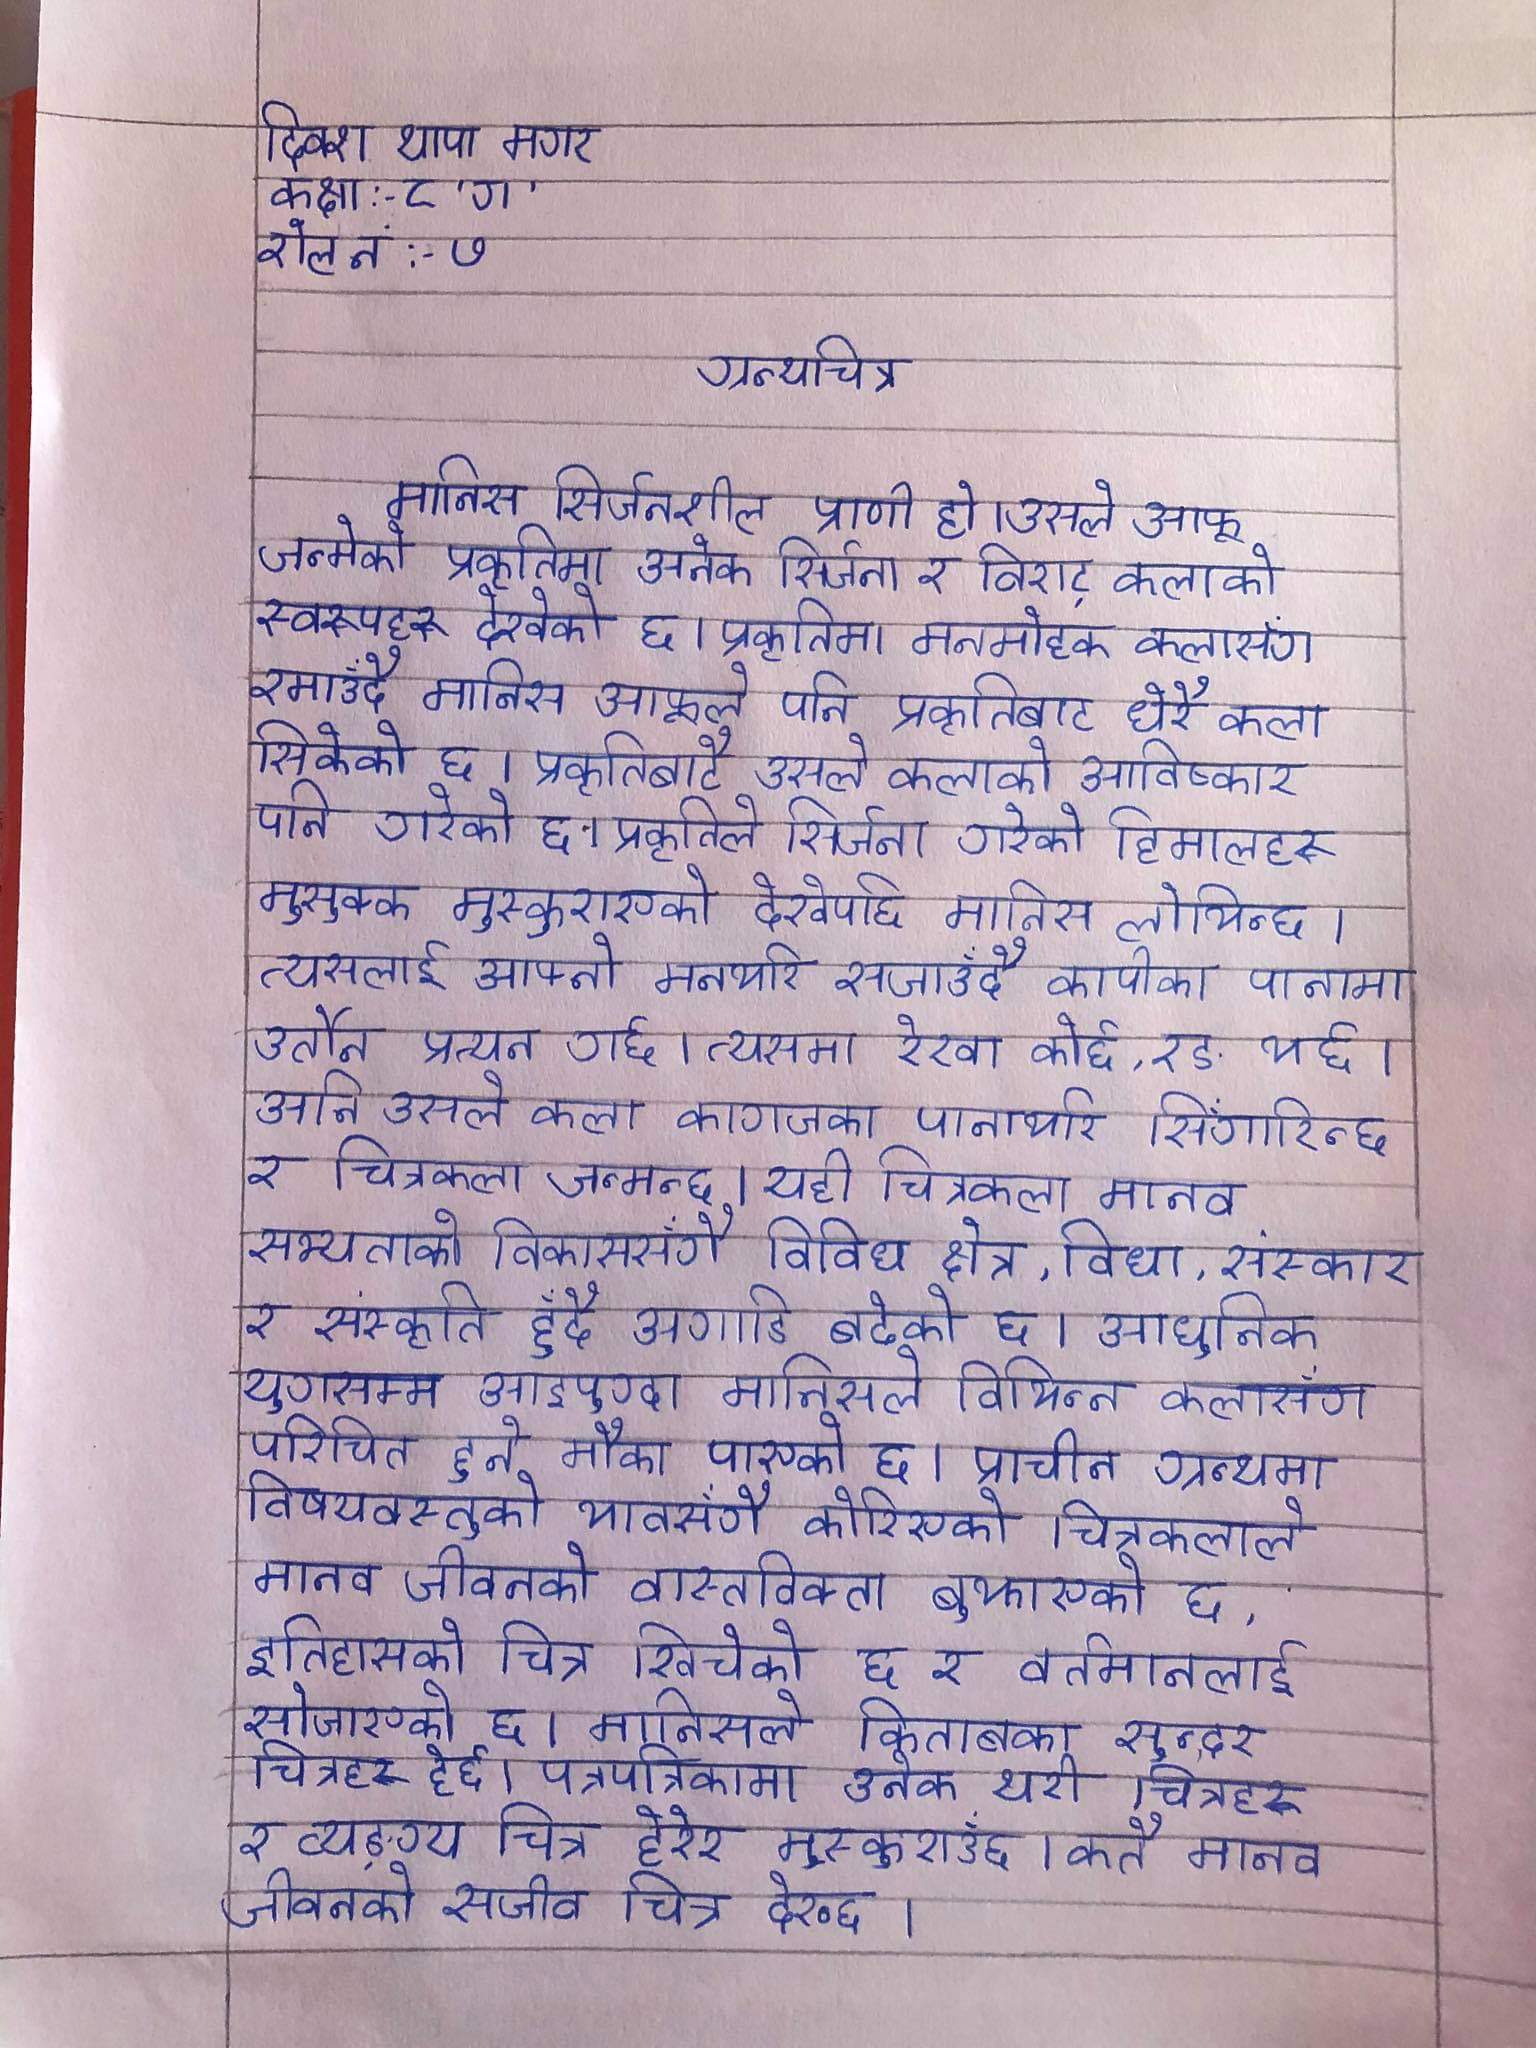 दिक्श थापा मगर
कक्षा :- ८ 'ग'
रोल नं :- ७
ग्रन्थचित्र
मानिस सिर्जनशील प्राणी हो। उसले आफू
जन्मेको प्रकृतिमा अनेक सिर्जना र विराट् कलाको
स्वरूपहरू देखेको छ। प्रकृतिमा मनमोहक कलासँग
रमाउँदै मानिस आफूले पनि प्रकृतिबाट धेरै कला
सिकेको छ। प्रकृतिबाटै उसले कलाको आविष्कार
पनि गरेको छ। प्रकृतिले सिर्जना गरेको हिमालहरू
मुसुक्क मुस्कुराएको देखेपछि मानिस लोभिन्छ।
त्यसलाई आफ्नो मनभरि सजाउँदै कापीका पानामा
उर्तान प्रत्यन गर्छ। त्यसमा रेखा कोर्छ, रङ भर्छ।
अनि उसले कला कागजका पानाभरि सिँगारिन्छ
र चित्रकला जन्मन्छ। यही चित्रकला मानव
सभ्यताको विकाससँगै विविध क्षेत्र, विधा, संस्कार
र संस्कृति हुँदै अगाडि बढेको छ। आधुनिक
युगसम्म आइपुग्दा मानिसले विभिन्न कलासँग
परिचित हुने मौका पाएको छ। प्राचीन ग्रन्थमा
विषयवस्तुको भावसँगै कोरिएको चित्रकलाले
मानव जीवनको वास्तविक्ता बुझाएको छ,
इतिहासको चित्र खिचेको छ र वर्तमानलाई
सोजाएको छ। मानिसले किताबका सुन्दर
चित्रहरू हेर्छ। पत्रपत्रिकामा उनेक थरी चित्रहरू
र व्यङ्ग्य चित्र हेरेर मुस्कुराउँछ। कतै मानव
जीवनको सजीव चित्र देख्छ।